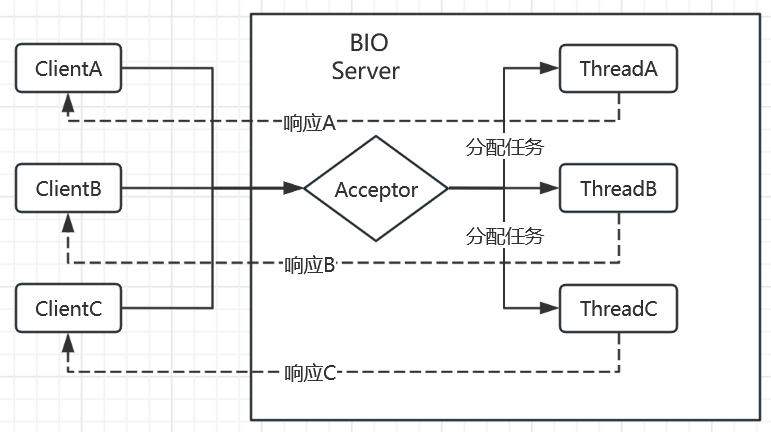 BIO
Server
ClientA
ThreadA
响应A
分配任务
ClientB
Acceptor
ThreadB
分配任务
响应B
ClientC
ThreadC
响应C